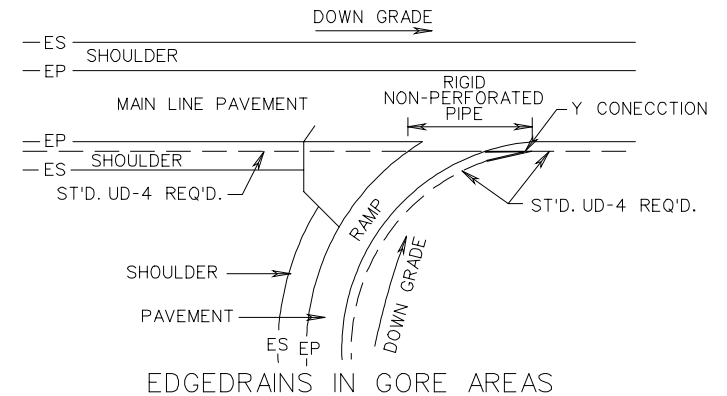 DOWN GRADE
ES
SHOULDER
EP
RIGID
NON-PERFORATED
PIPE
MAIN LINE PAVEMENT
Y CONECCTION
EP
SHOULDER
ES
ST'D. UD-4 REQ'D.
ST'D. UD-4 REQ'D.
RAMP
SHOULDER
DOWN GRADE
PAVEMENT
ES
EP
EDGEDRAINS IN GORE AREAS